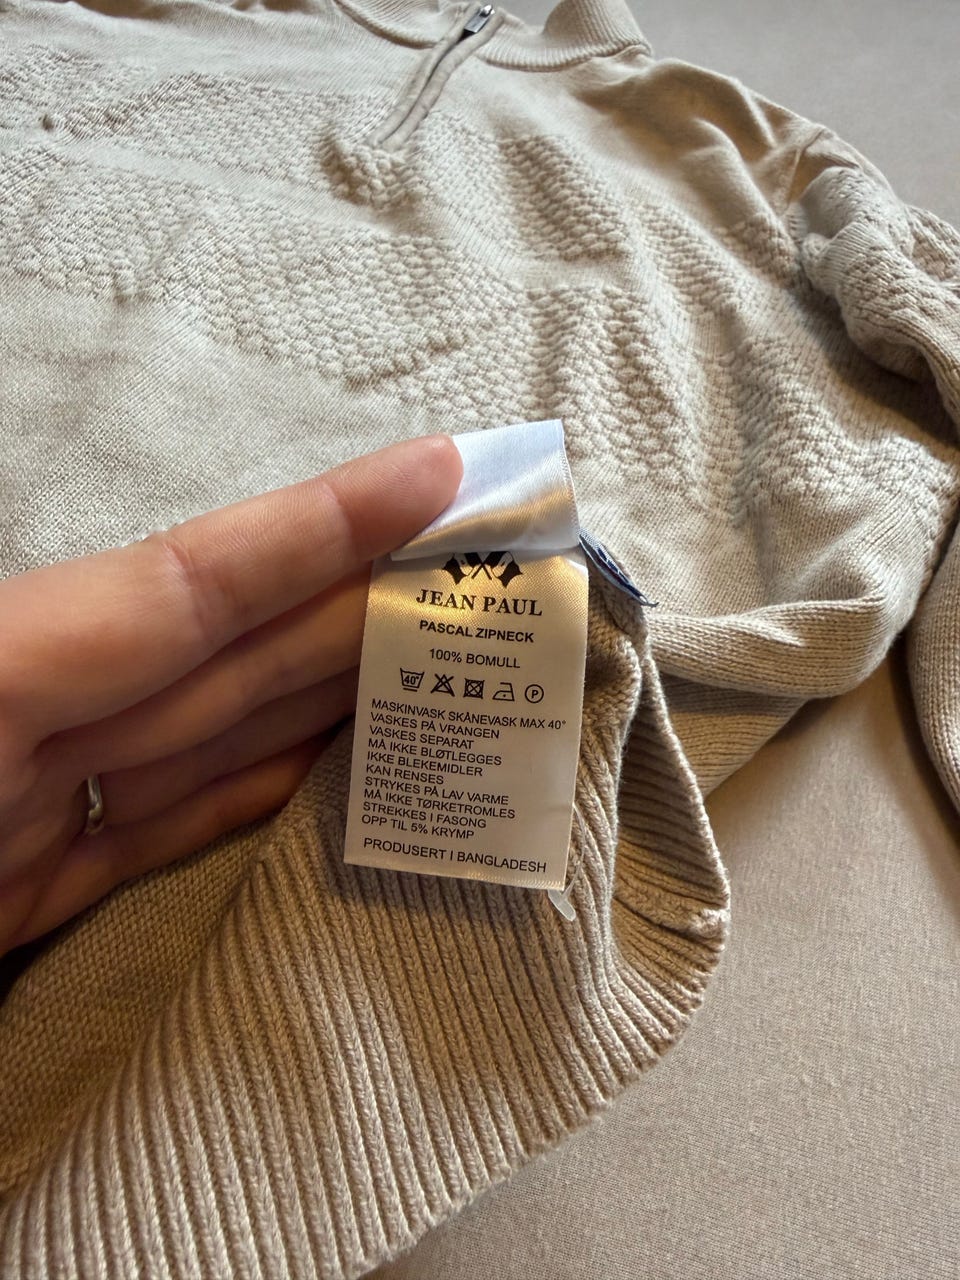 JEAN PAUL
PASCAL ZIPNECK
100% BOMULL
40° P
MASKINVASK SKÅNEVASK MAX 40°
VASKES PÅ VRANGEN
VASKES SEPARAT
MÅ IKKE BLØTLEGGES
IKKE BLEKEMIDLER
KAN RENSES
STRYKES PÅ LAV VARME
MÅ IKKE TØRKETROMLES
STREKKES I FASONG
OPP TIL 5% KRYMP
PRODUSERT I BANGLADESH